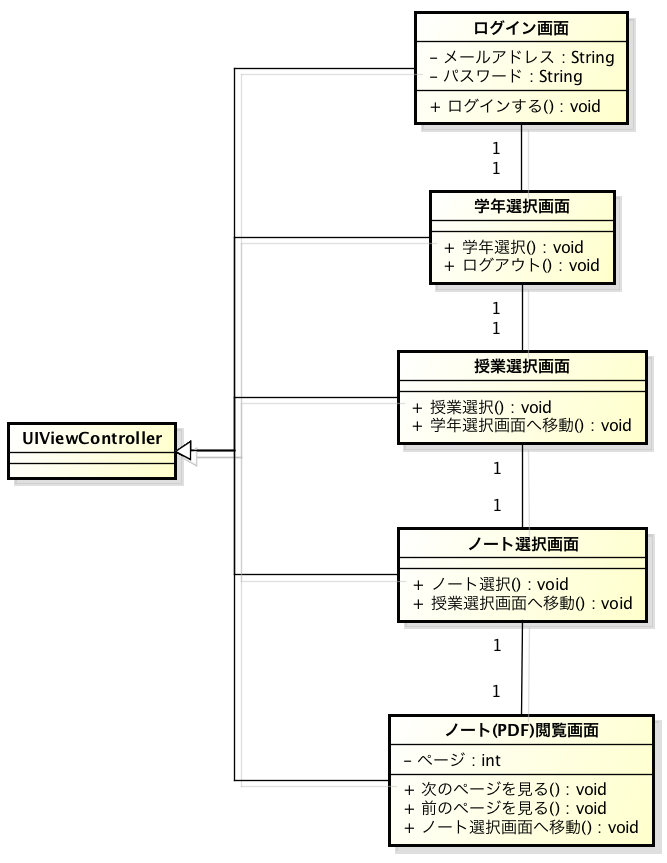 ログイン画面
– メールアドレス : String
– パスワード : String
+ ログインする() : void
1
1
学年選択画面
+ 学年選択() : void
+ ログアウト() : void
1
1
授業選択画面
+ 授業選択() : void
+ 学年選択画面へ移動() : void
UIViewController
1
1
ノート選択画面
+ ノート選択() : void
+ 授業選択画面へ移動() : void
1
1
ノート(PDF)閲覧画面
– ページ : int
+ 次のページを見る() : void
+ 前のページを見る() : void
+ ノート選択画面へ移動() : void